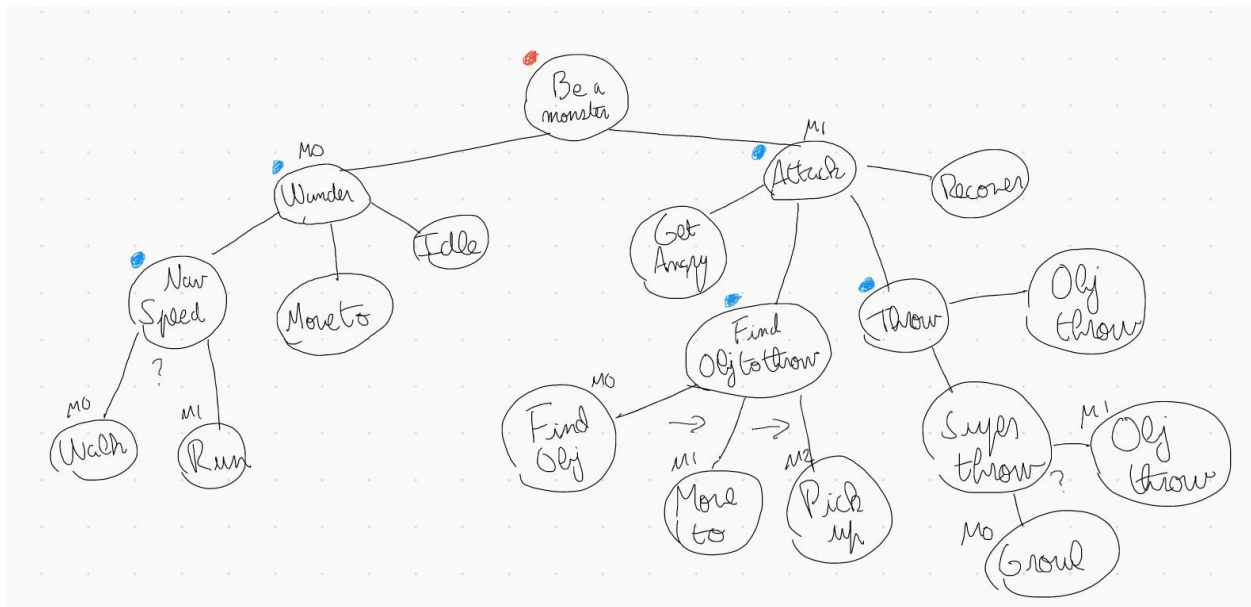 Be a
monster
M0
Wander
M1
Attack
Recover
Idle
Get
Angry
Nav
Speed
Move to
Find
Obj to throw
Throw
Obj
throw
?
M0
Walk
M1
Run
M0
Find
Obj
M1
Move
to
M2
Pick
up
Super
throw
?
M1
Obj
throw
M0
Growl